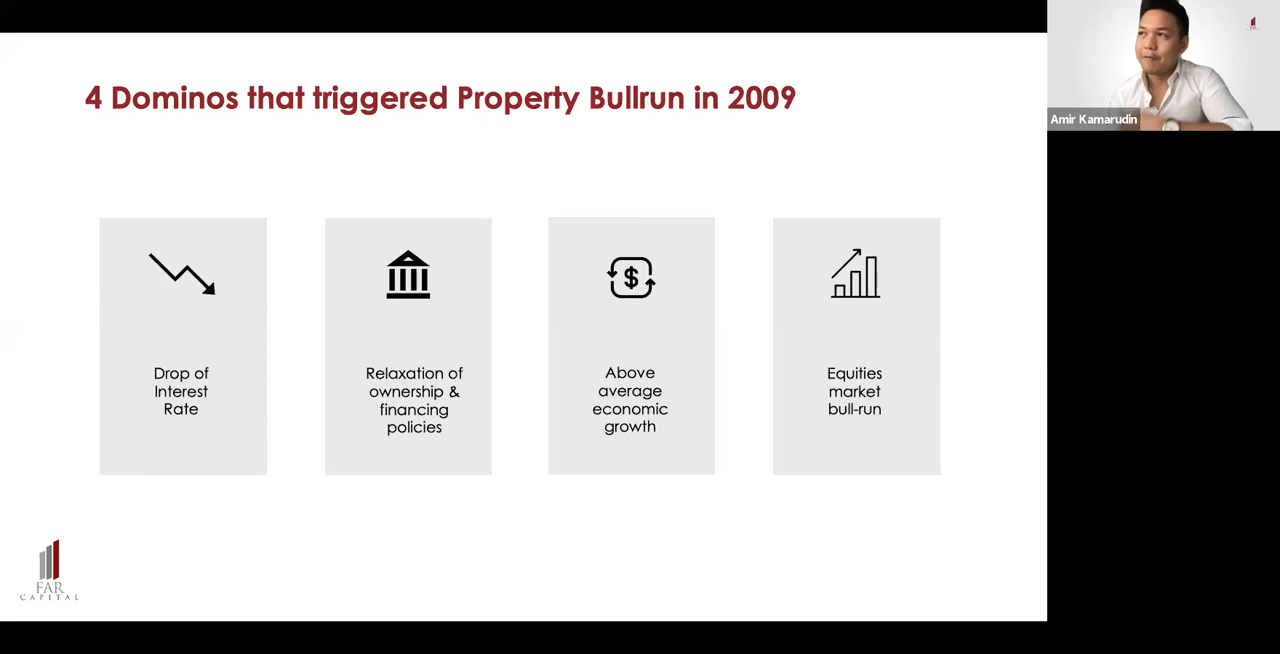 4 Dominos that triggered Property Bullrun in 2009
Amir Kamarudin
Drop of
Interest
Rate
Relaxation of
ownership &
financing
policies
$
Above
average
economic
growth
Equities
market
bull-run
FAR
CAPITAL